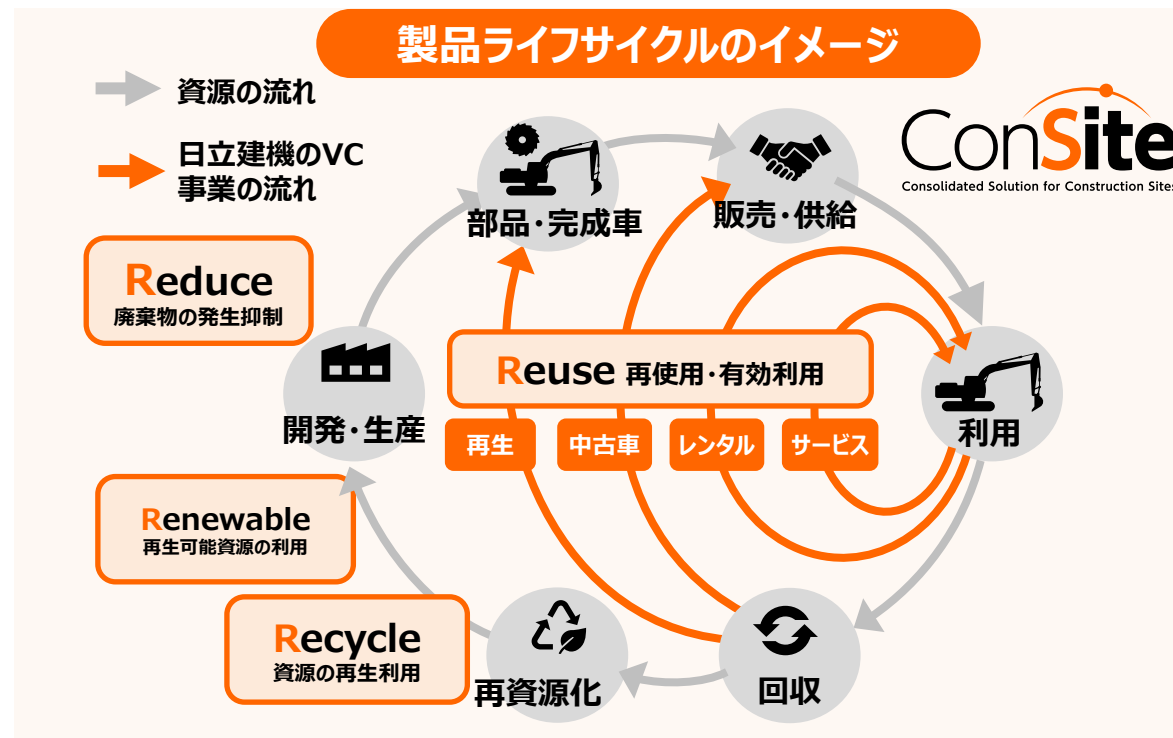 製品ライフサイクルのイメージ
資源の流れ
日立建機のVC
事業の流れ
ConSite
Consolidated Solution for Construction Sites
部品・完成車
販売・供給
Reduce
廃棄物の発生抑制
Reuse 再使用・有効利用
開発・生産
利用
再生
中古車
レンタル
サービス
Renewable
再生可能資源の利用
Recycle
資源の再生利用
再資源化
回収